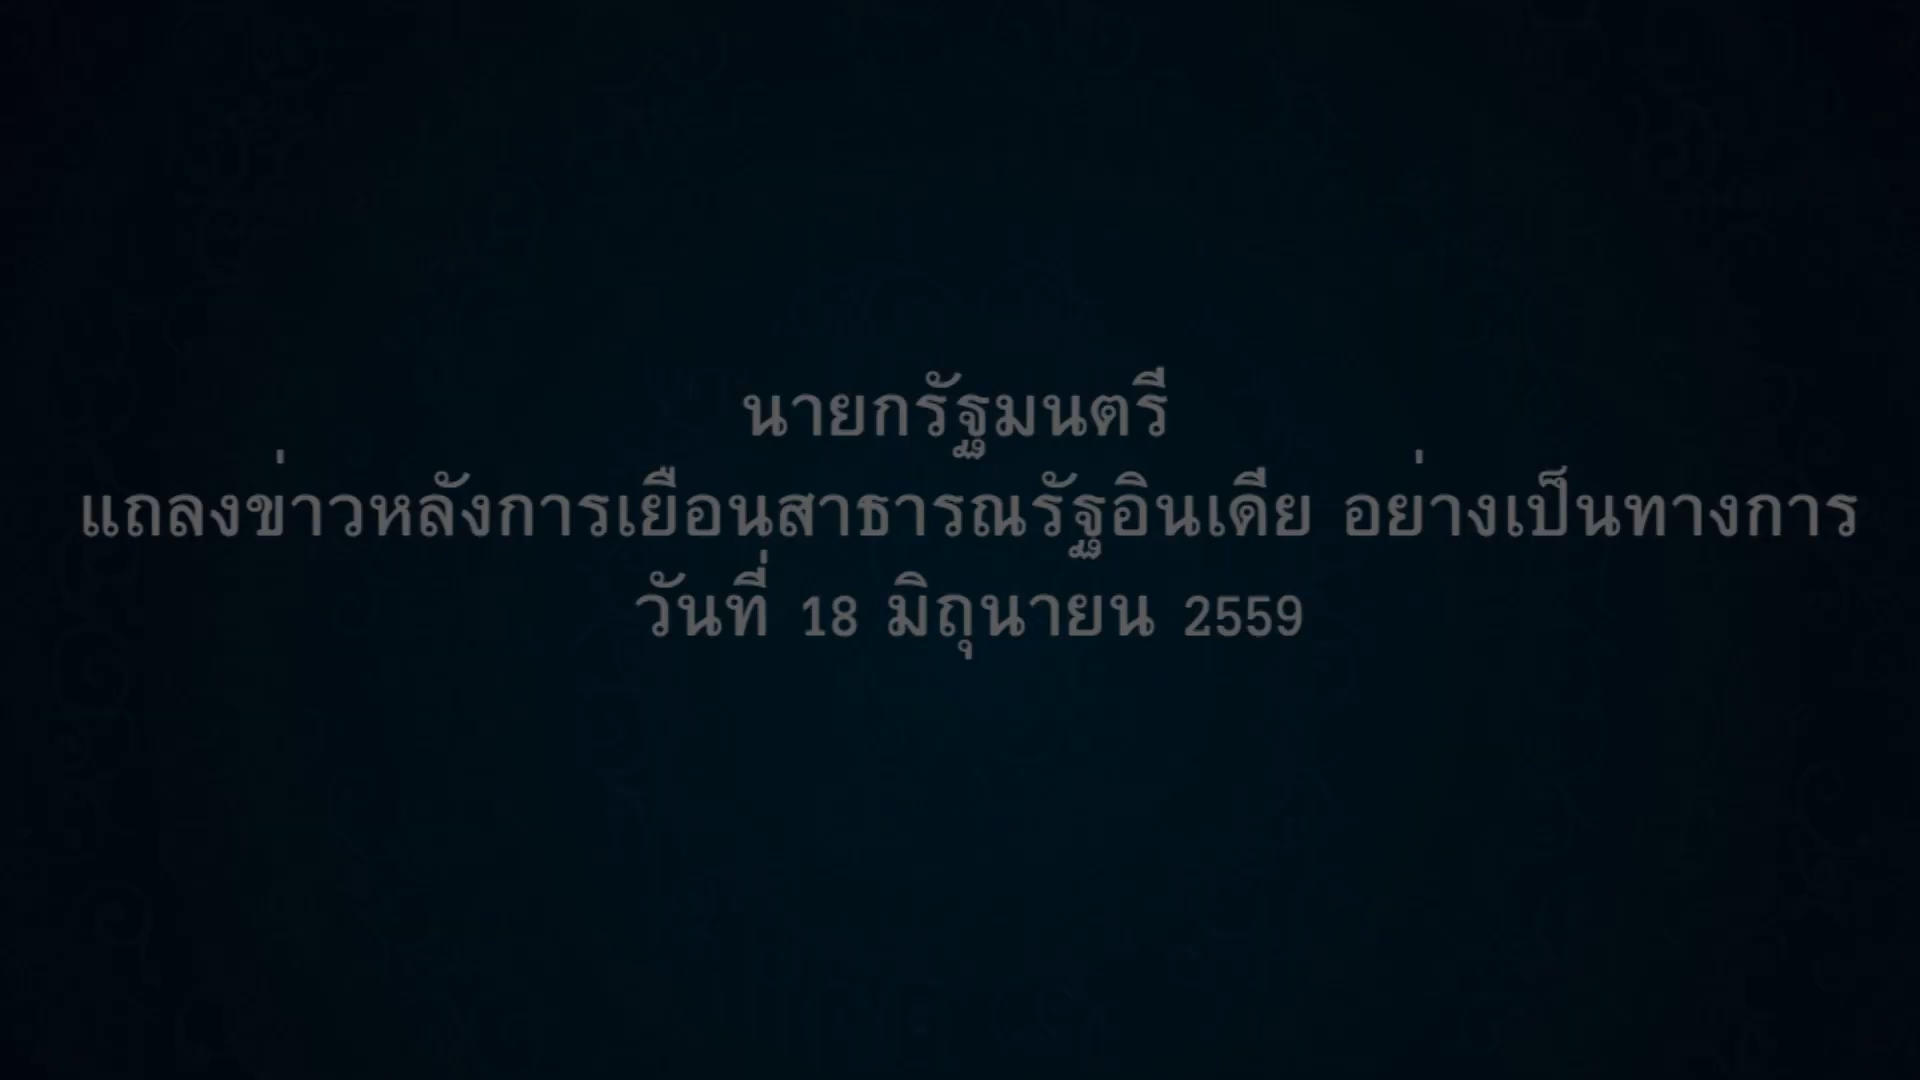 นายกรัฐมนตรี
แถลงข่าวหลังการเยือนสาธารณรัฐอินเดีย อย่างเป็นทางการ
วันที่ 18 มิถุนายน 2559